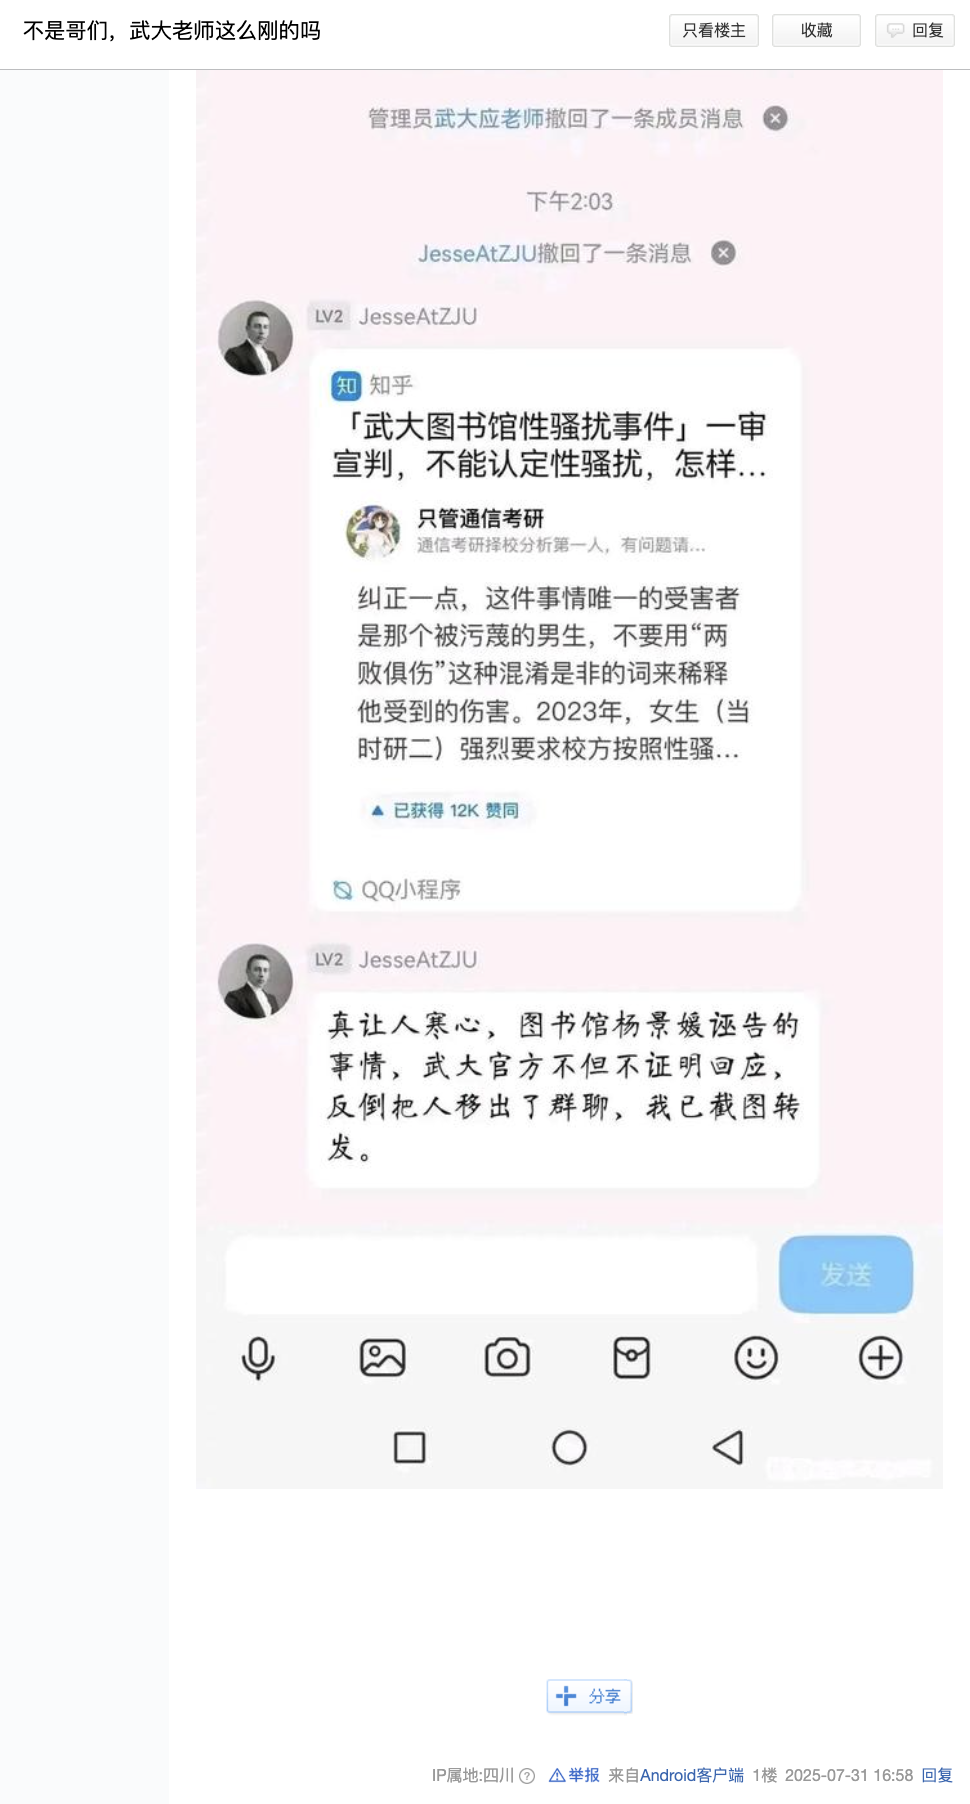 不是哥们，武大老师这么刚的吗
只看楼主 收藏 回复
管理员武大应老师撤回了一条成员消息
下午2:03
JesseAtZJU撤回了一条消息
LV2 JesseAtZJU
知 知乎
「武大图书馆性骚扰事件」一审
宣判，不能认定性骚扰，怎样...
只管通信考研
通信考研择校分析第一人，有问题请...
纠正一点，这件事情唯一的受害者
是那个被污蔑的男生，不要用“两
败俱伤”这种混淆是非的词来稀释
他受到的伤害。2023年，女生（当
时研二）强烈要求校方按照性骚...
已获得 12K 赞同
QQ小程序
LV2 JesseAtZJU
真让人寒心，图书馆杨景媛诬告的
事情，武大官方不但不证明回应，
反倒把人移出了群聊，我已截图转
发。
发送
分享
IP属地:四川 举报 来自Android客户端 1楼 2025-07-31 16:58 回复